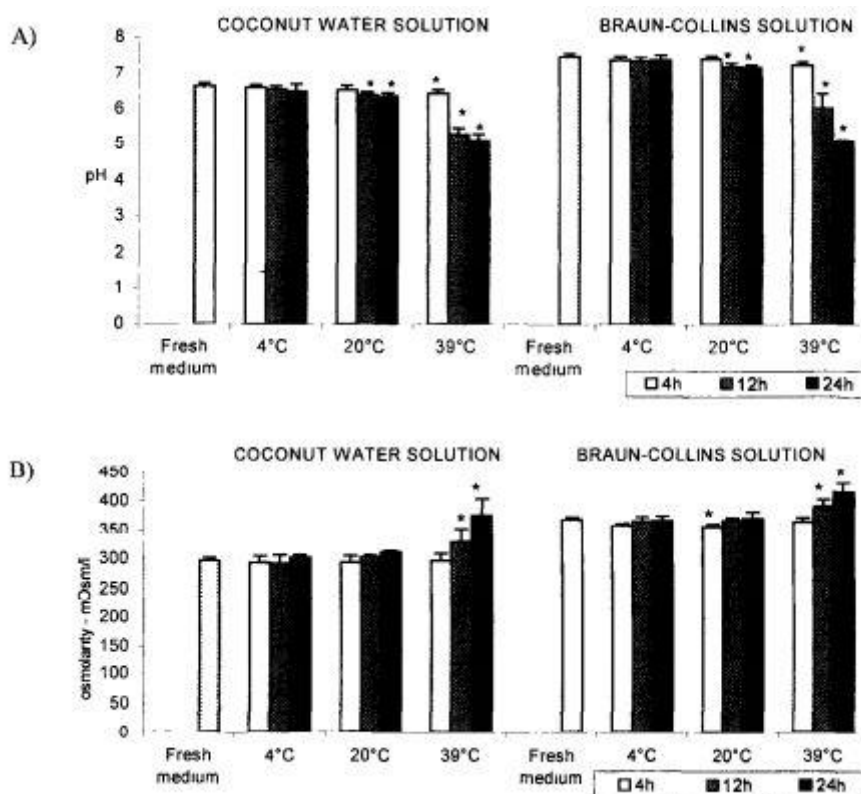 A)
COCONUT WATER SOLUTION BRAUN-COLLINS SOLUTION
8
7
6
5
pH
4
3
2
1
0
Fresh medium 4°C 20°C 39°C Fresh medium 4°C 20°C 39°C
* * * * * * * * * *
4h 12h 24h
B)
COCONUT WATER SOLUTION BRAUN-COLLINS SOLUTION
450
400
350
300
250
200
150
100
50
0
osmolarity - mOsm/l
* * * * *
Fresh medium 4°C 20°C 39°C Fresh medium 4°C 20°C 39°C
4h 12h 24h